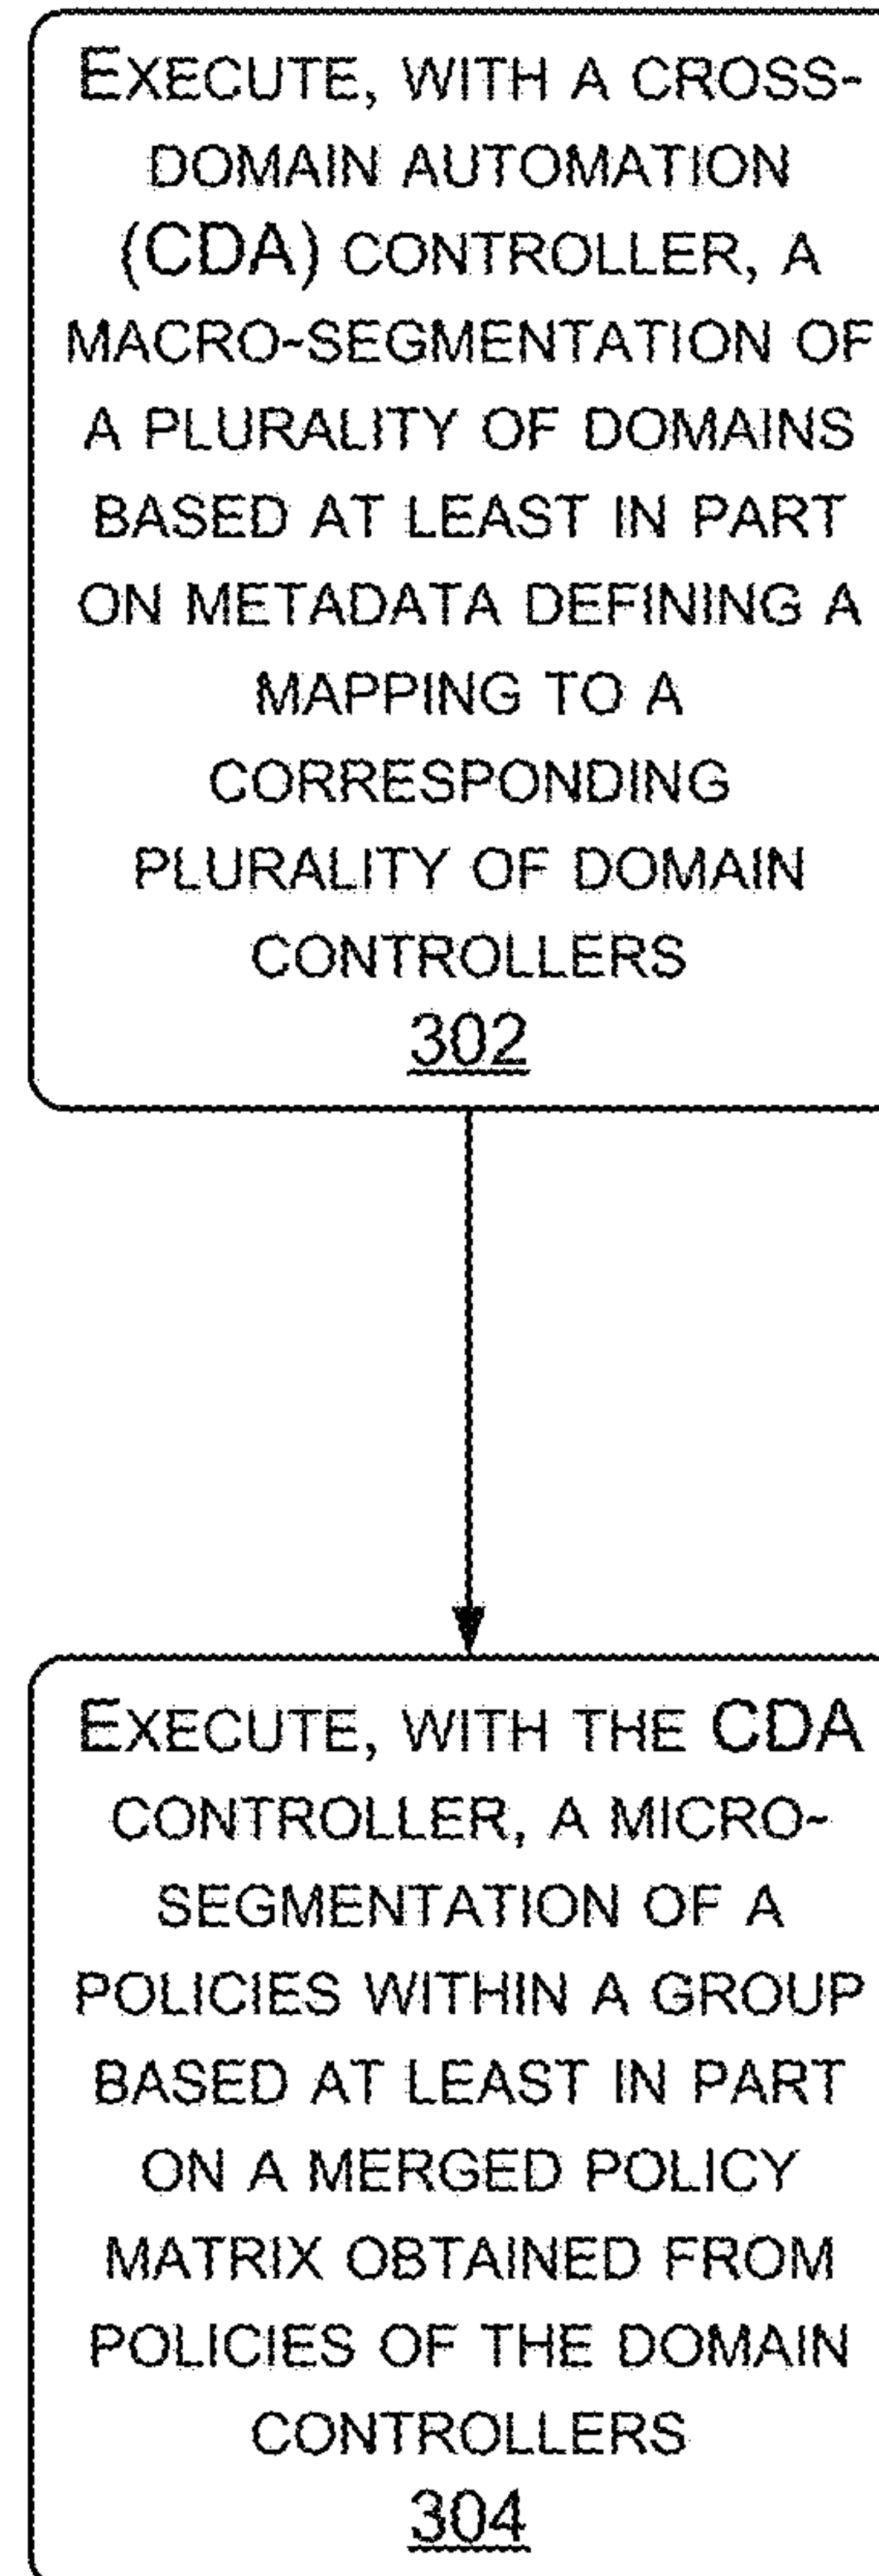 EXECUTE, WITH A CROSS-
DOMAIN AUTOMATION
(CDA) CONTROLLER, A
MACRO-SEGMENTATION OF
A PLURALITY OF DOMAINS
BASED AT LEAST IN PART
ON METADATA DEFINING A
MAPPING TO A
CORRESPONDING
PLURALITY OF DOMAIN
CONTROLLERS
302
EXECUTE, WITH THE CDA
CONTROLLER, A MICRO-
SEGMENTATION OF A
POLICIES WITHIN A GROUP
BASED AT LEAST IN PART
ON A MERGED POLICY
MATRIX OBTAINED FROM
POLICIES OF THE DOMAIN
CONTROLLERS
304